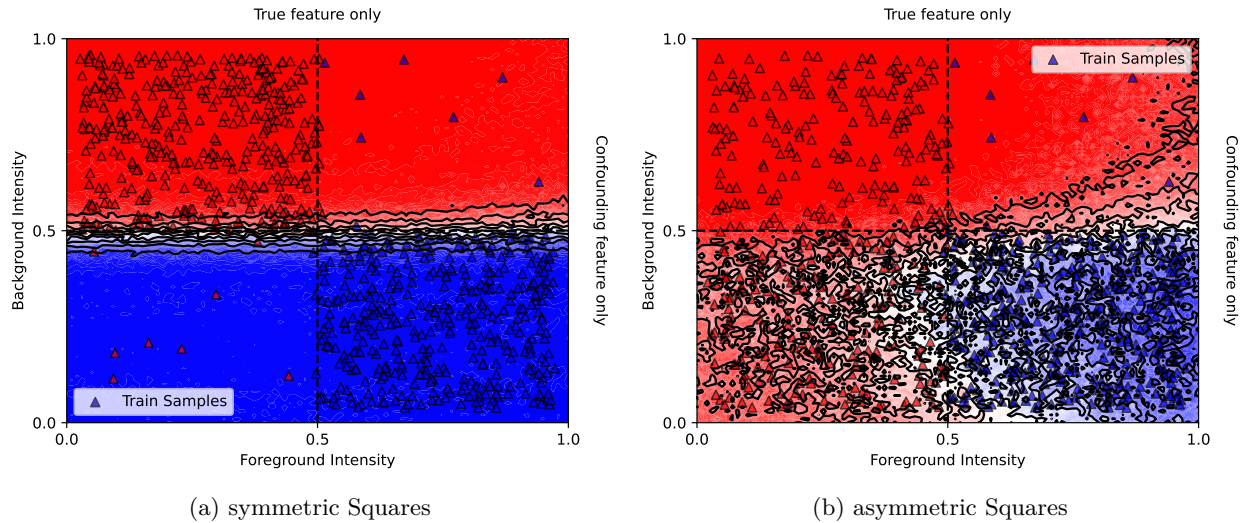 True feature only
1.0
0.5
0.0
Background Intensity
Train Samples
0.0 0.5 1.0
Foreground Intensity
Confounding feature only
(a) symmetric Squares
True feature only
1.0
0.5
0.0
Background Intensity
Train Samples
0.0 0.5 1.0
Foreground Intensity
Confounding feature only
(b) asymmetric Squares